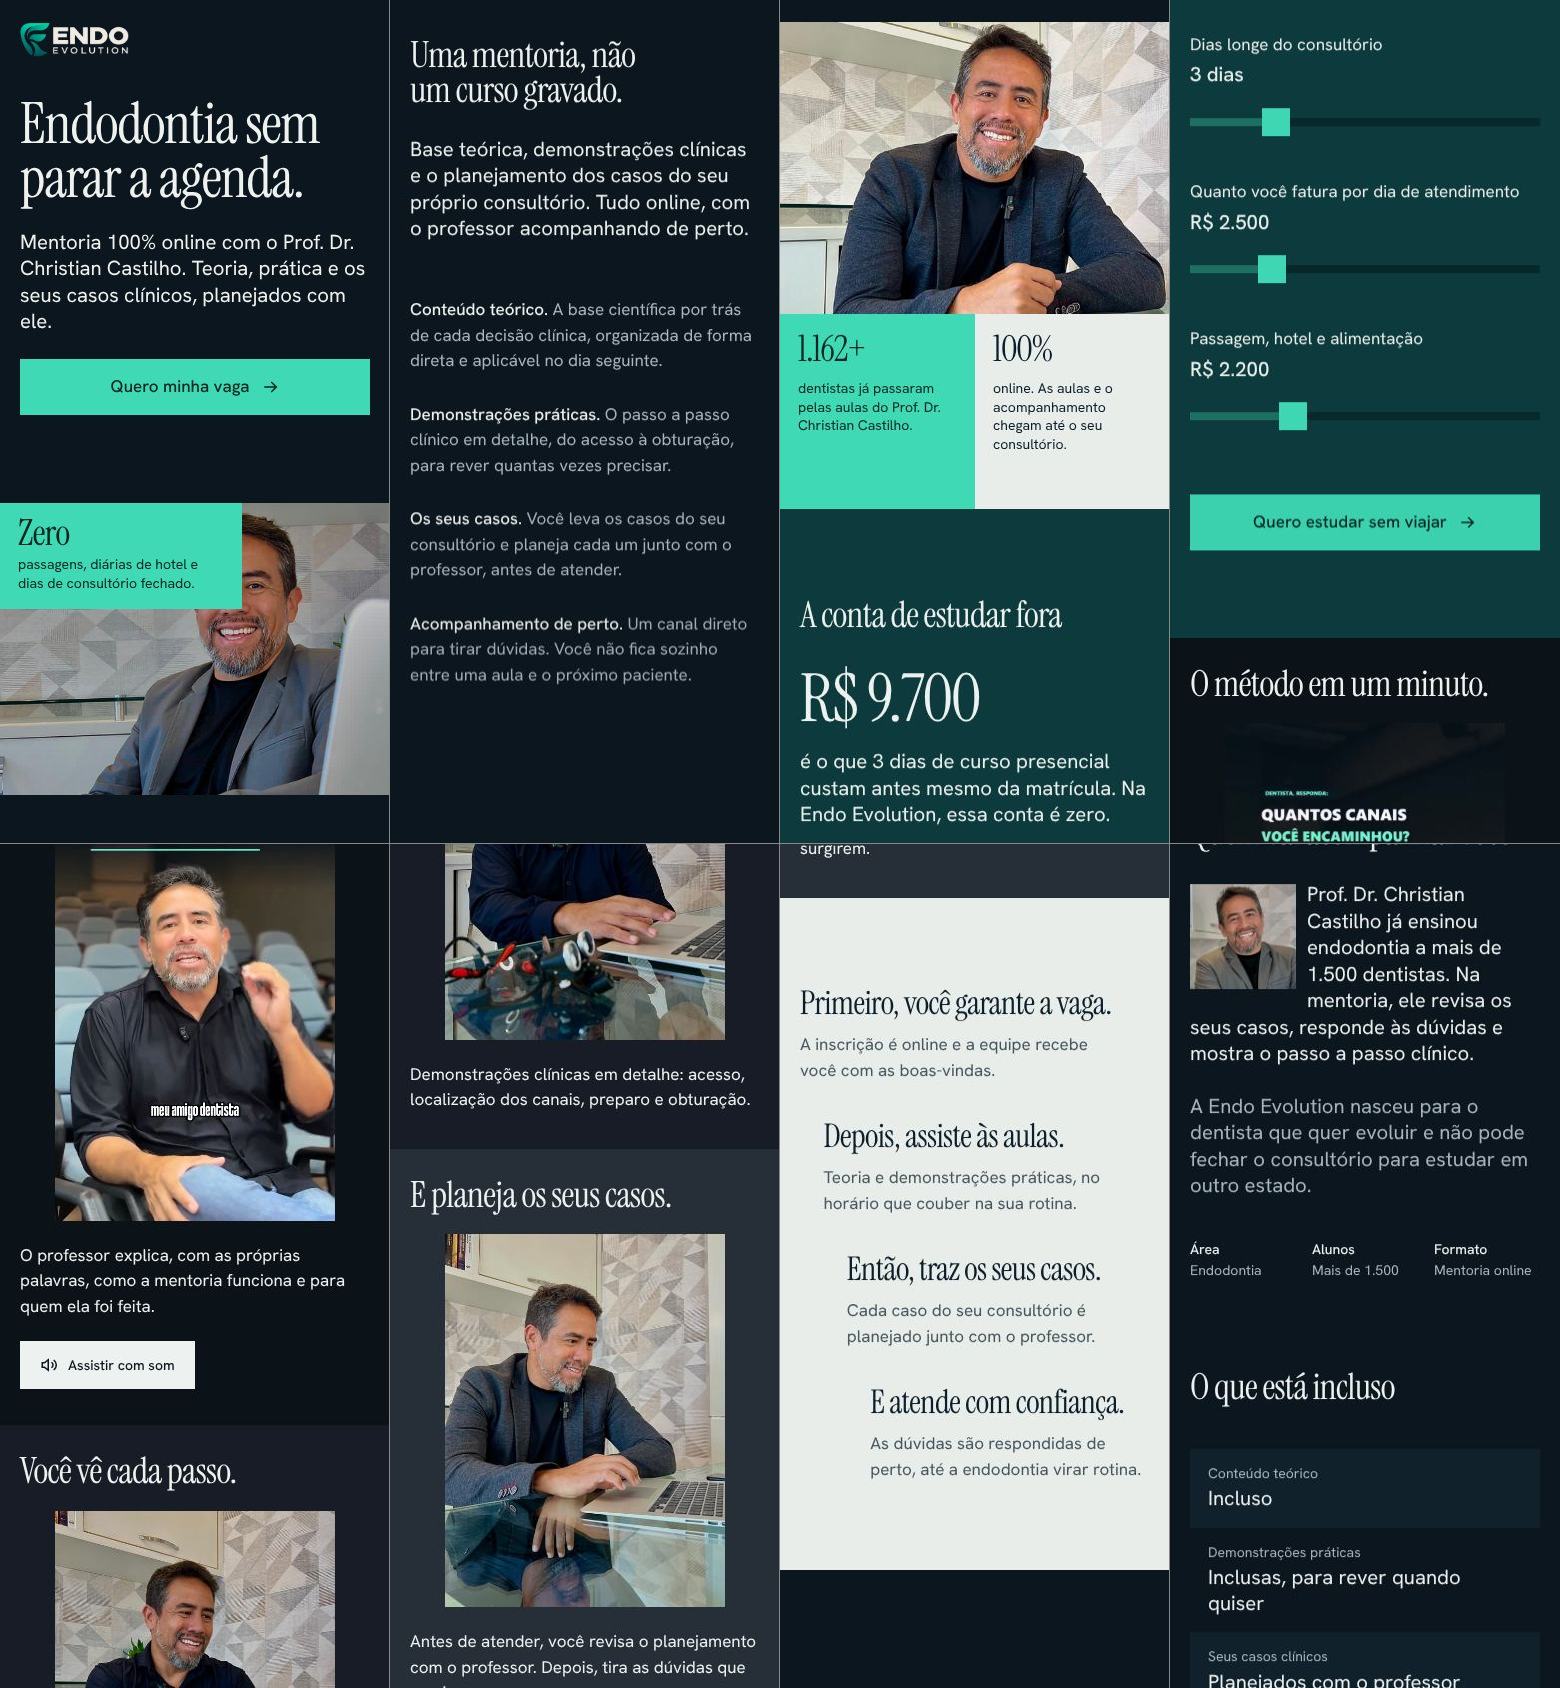 ENDO
EVOLUTION
Endodontia sem
parar a agenda.
Mentoria 100% online com o Prof. Dr.
Christian Castilho. Teoria, prática e os
seus casos clínicos, planejados com
ele.
Quero minha vaga →
Zero
passagens, diárias de hotel e
dias de consultório fechado.
Uma mentoria, não
um curso gravado.
Base teórica, demonstrações clínicas
e o planejamento dos casos do seu
próprio consultório. Tudo online, com
o professor acompanhando de perto.
Conteúdo teórico. A base científica por trás
de cada decisão clínica, organizada de forma
direta e aplicável no dia seguinte.
Demonstrações práticas. O passo a passo
clínico em detalhe, do acesso à obturação,
para rever quantas vezes precisar.
Os seus casos. Você leva os casos do seu
consultório e planeja cada um junto com o
professor, antes de atender.
Acompanhamento de perto. Um canal direto
para tirar dúvidas. Você não fica sozinho
entre uma aula e o próximo paciente.
1.162+
dentistas já passaram
pelas aulas do Prof. Dr.
Christian Castilho.
100%
online. As aulas e o
acompanhamento
chegam até o seu
consultório.
A conta de estudar fora
R$ 9.700
é o que 3 dias de curso presencial
custam antes mesmo da matrícula. Na
Endo Evolution, essa conta é zero.
Dias longe do consultório
3 dias
Quanto você fatura por dia de atendimento
R$ 2.500
Passagem, hotel e alimentação
R$ 2.200
Quero estudar sem viajar →
O método em um minuto.
DENTISTA, RESPONDA:
QUANTOS CANAIS
VOCÊ ENCAMINHOU?
meu amigo dentista
O professor explica, com as próprias
palavras, como a mentoria funciona e para
quem ela foi feita.
Assistir com som
Você vê cada passo.
Demonstrações clínicas em detalhe: acesso,
localização dos canais, preparo e obturação.
E planeja os seus casos.
Antes de atender, você revisa o planejamento
com o professor. Depois, tira as dúvidas que
surgirem.
Primeiro, você garante a vaga.
A inscrição é online e a equipe recebe
você com as boas-vindas.
Depois, assiste às aulas.
Teoria e demonstrações práticas, no
horário que couber na sua rotina.
Então, traz os seus casos.
Cada caso do seu consultório é
planejado junto com o professor.
E atende com confiança.
As dúvidas são respondidas de
perto, até a endodontia virar rotina.
Prof. Dr. Christian
Castilho já ensinou
endodontia a mais de
1.500 dentistas. Na
mentoria, ele revisa os
seus casos, responde às dúvidas e
mostra o passo a passo clínico.
A Endo Evolution nasceu para o
dentista que quer evoluir e não pode
fechar o consultório para estudar em
outro estado.
Área
Endodontia
Alunos
Mais de 1.500
Formato
Mentoria online
O que está incluso
Conteúdo teórico
Incluso
Demonstrações práticas
Inclusas, para rever quando
quiser
Seus casos clínicos
Planejados com o professor